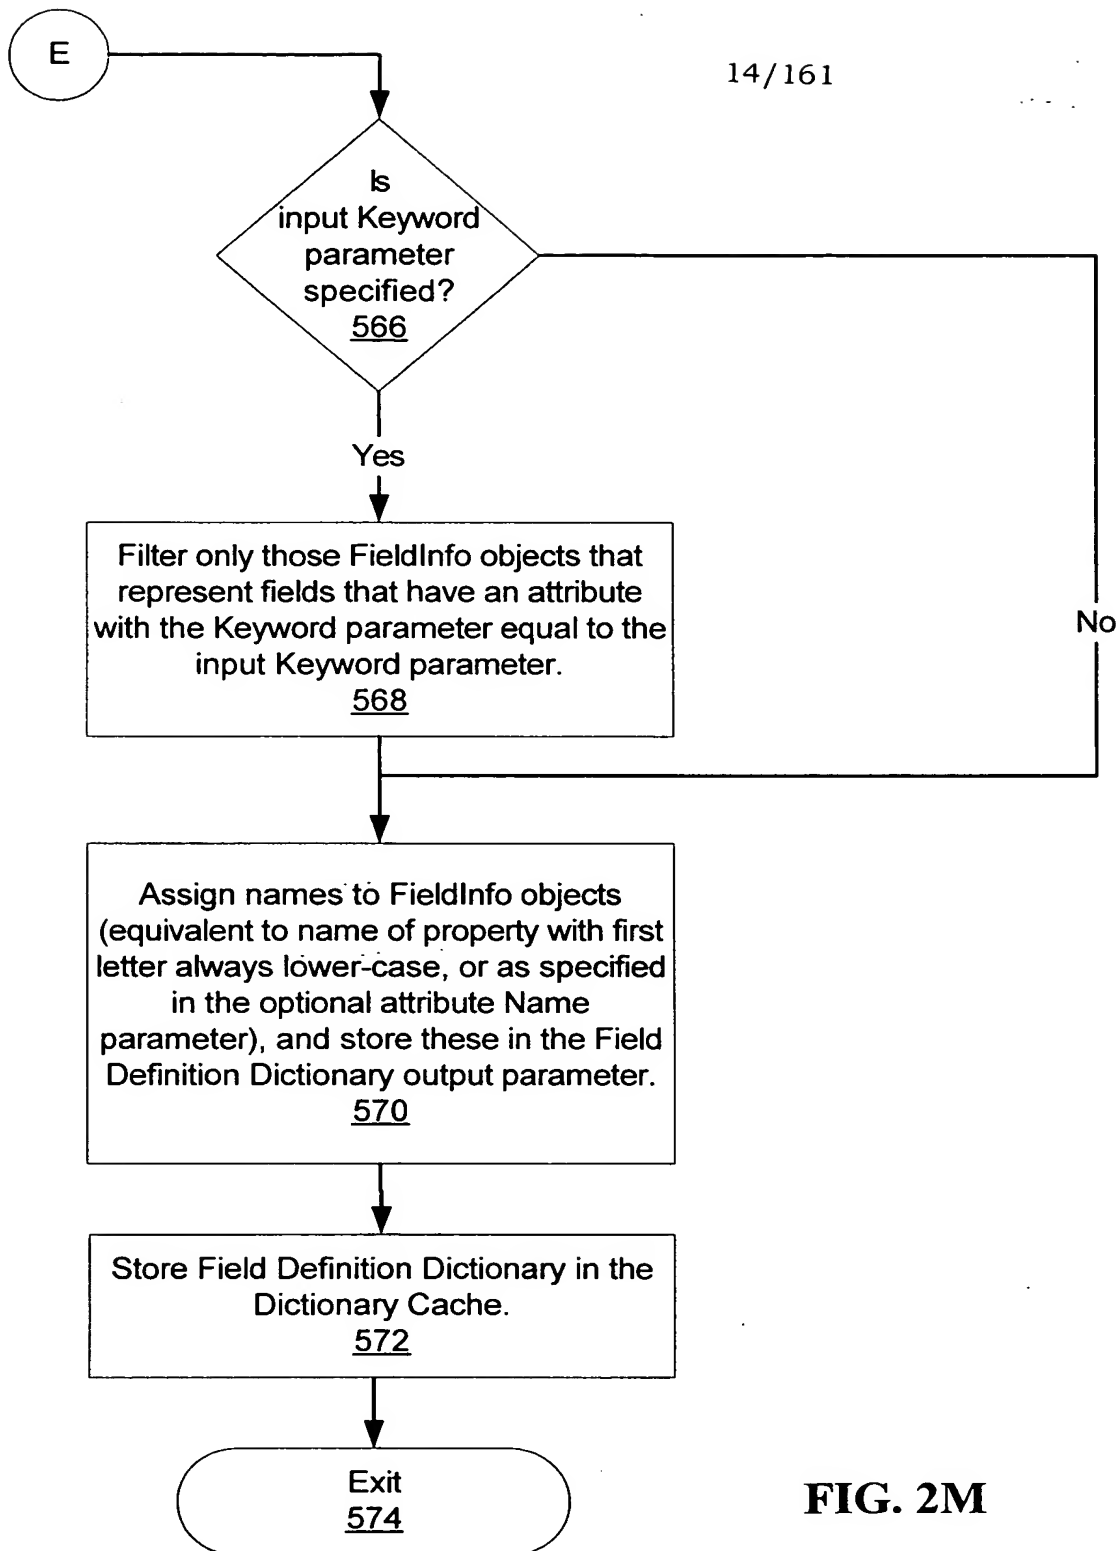 E
14/161
Is
input Keyword
parameter
specified?
566
Yes
No
Filter only those FieldInfo objects that
represent fields that have an attribute
with the Keyword parameter equal to the
input Keyword parameter.
568
Assign names to FieldInfo objects
(equivalent to name of property with first
letter always lower-case, or as specified
in the optional attribute Name
parameter), and store these in the Field
Definition Dictionary output parameter.
570
Store Field Definition Dictionary in the
Dictionary Cache.
572
Exit
574
FIG. 2M